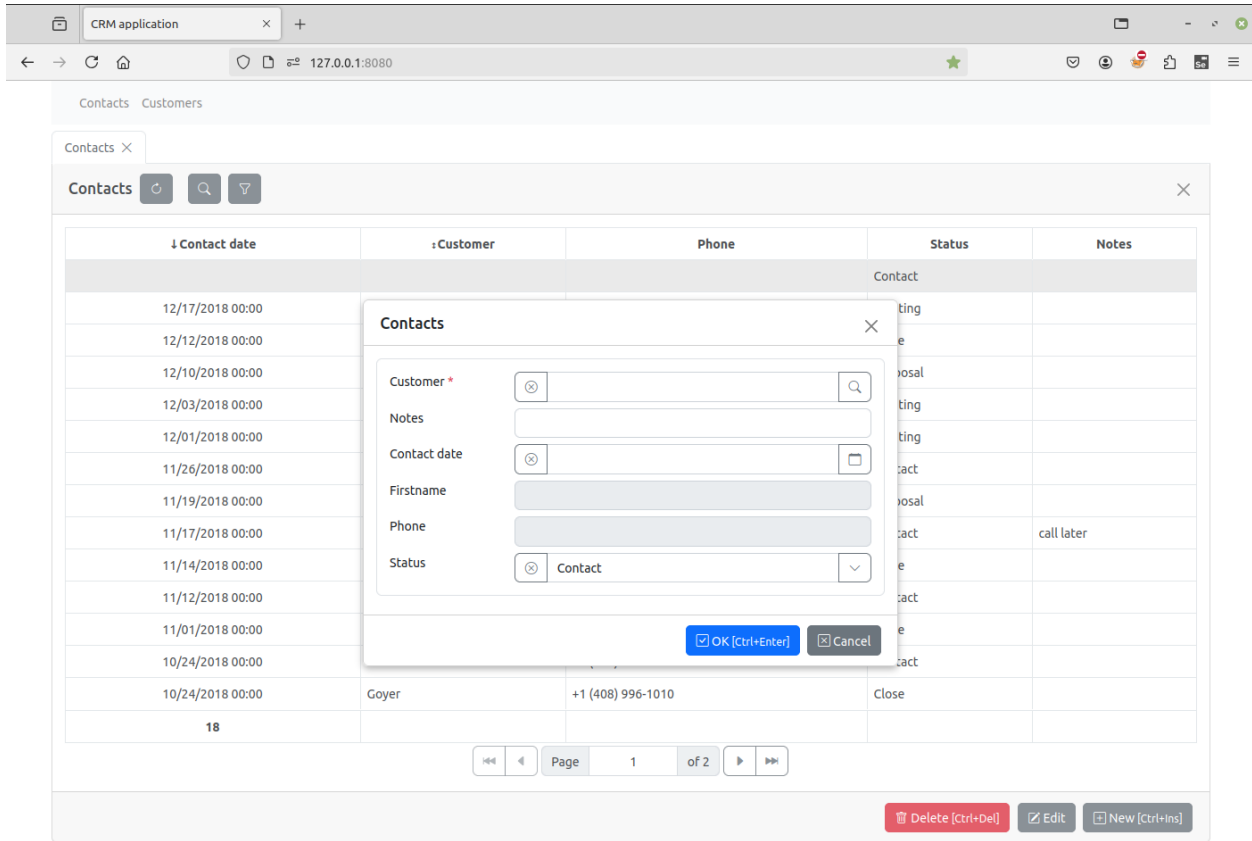 CRM application
127.0.0.1:8080
Contacts Customers
Contacts
Contacts
Contact date Customer Phone Status Notes
Contact
12/17/2018 00:00
12/12/2018 00:00
12/10/2018 00:00
12/03/2018 00:00
12/01/2018 00:00
11/26/2018 00:00
11/19/2018 00:00
11/17/2018 00:00 call later
11/14/2018 00:00
11/12/2018 00:00
11/01/2018 00:00
10/24/2018 00:00
10/24/2018 00:00 Goyer +1 (408) 996-1010 Close
18
Contacts
Customer *
Notes
Contact date
Firstname
Phone
Status Contact
OK [Ctrl+Enter] Cancel
Page 1 of 2
Delete [Ctrl+Del] Edit New [Ctrl+Ins]